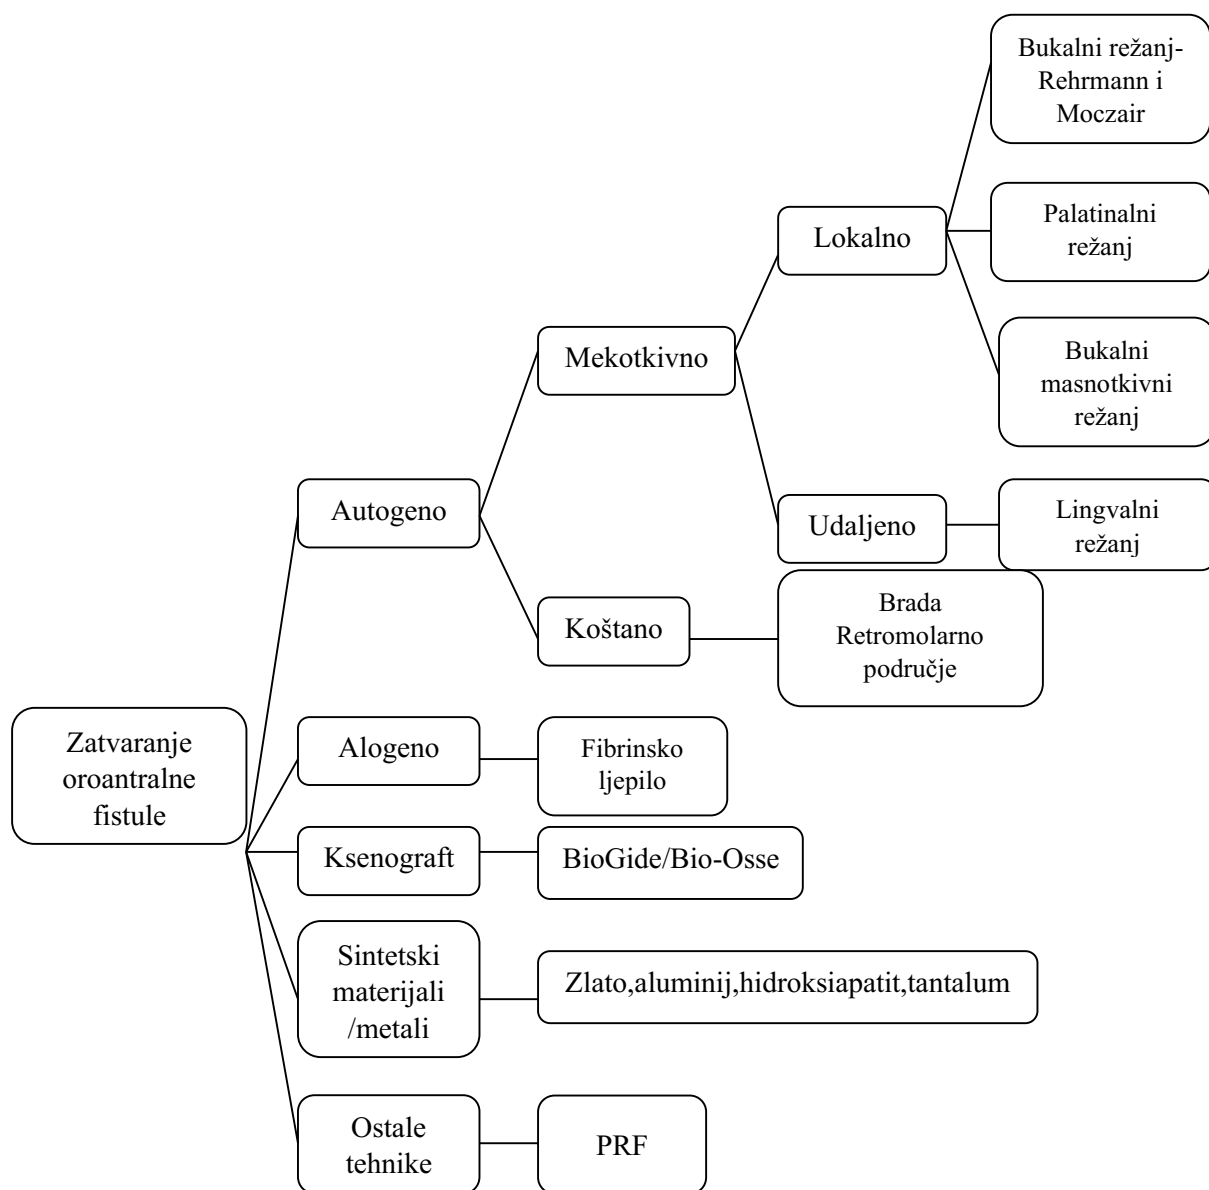 Bukalni režanj-
Rehrmann i
Moczair
Palatinalni
režanj
Lokalno
Bukalni
masnotkivni
režanj
Mekotkivno
Autogeno
Udaljeno
Lingvalni
režanj
Koštano
Brada
Retromolarno
područje
Zatvaranje
oroantralne
fistule
Alogeno
Fibrinsko
ljepilo
Ksenograft
BioGide/Bio-Osse
Sintetski
materijali
/metali
Zlato,aluminij,hidroksiapatit,tantalum
Ostale
tehnike
PRF